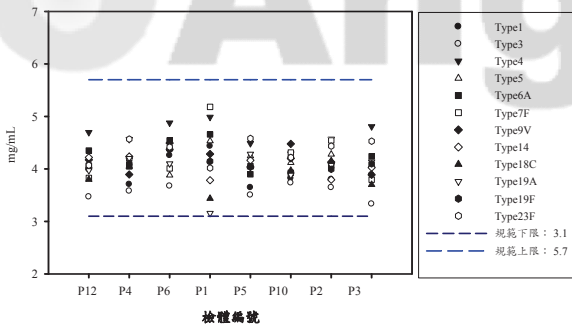 UAng
7
6
5
4
3
2
mg/mL
P12 P4 P6 P1 P5 P10 P2 P3
檢體編號
Type1
Type3
Type4
Type5
Type6A
Type7F
Type9V
Type14
Type18C
Type19A
Type19F
Type23F
規範下限： 3.1
規範上限： 5.7